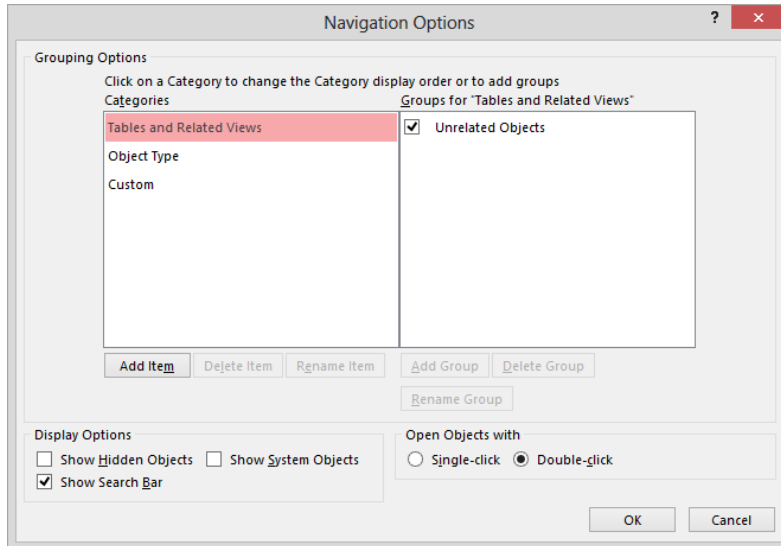 Navigation Options
?
Grouping Options
Click on a Category to change the Category display order or to add groups
Categories
Groups for "Tables and Related Views"
Tables and Related Views
Object Type
Custom
Unrelated Objects
Add Item
Delete Item
Rename Item
Add Group
Delete Group
Rename Group
Display Options
Show Hidden Objects
Show System Objects
Show Search Bar
Open Objects with
Single-click
Double-click
OK
Cancel